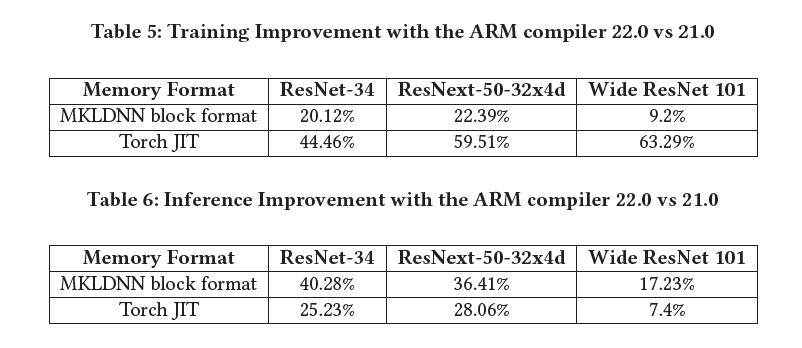 Table 5: Training Improvement with the ARM compiler 22.0 vs 21.0
Memory Format ResNet-34 ResNext-50-32x4d Wide ResNet 101
MKLDNN block format 20.12% 22.39% 9.2%
Torch JIT 44.46% 59.51% 63.29%
Table 6: Inference Improvement with the ARM compiler 22.0 vs 21.0
Memory Format ResNet-34 ResNext-50-32x4d Wide ResNet 101
MKLDNN block format 40.28% 36.41% 17.23%
Torch JIT 25.23% 28.06% 7.4%